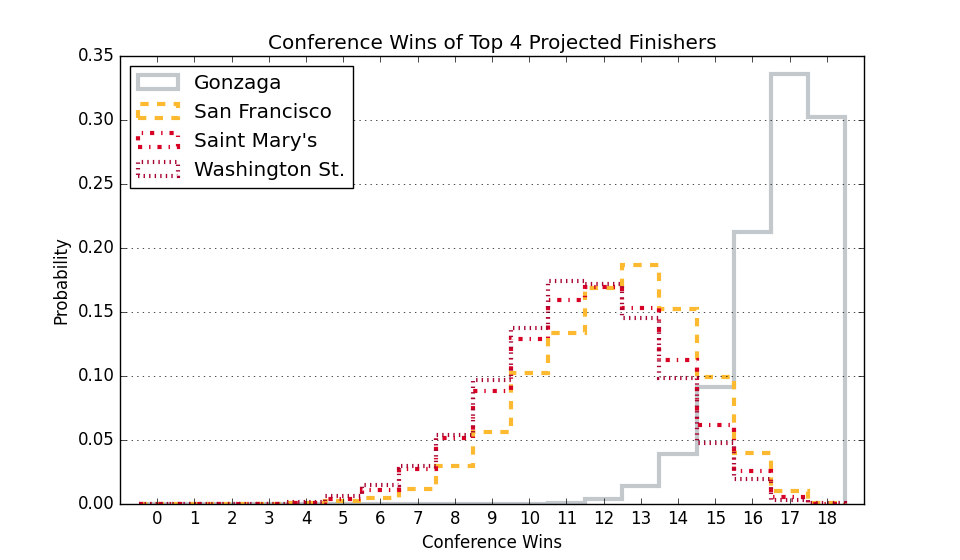 Conference Wins of Top 4 Projected Finishers
0.35
0.30
0.25
0.20
0.15
0.10
0.05
0.00
Probability
Gonzaga
San Francisco
Saint Mary's
Washington St.
0 1 2 3 4 5 6 7 8 9 10 11 12 13 14 15 16 17 18
Conference Wins